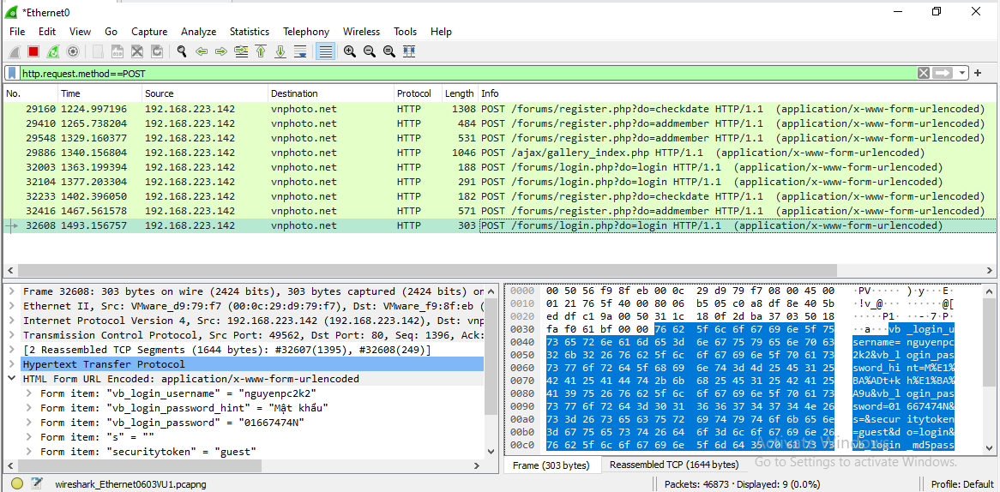 *Ethernet0
File Edit View Go Capture Analyze Statistics Telephony Wireless Tools Help
http.request.method==POST
No. Time Source Destination Protocol Length Info
29160 1224.997196 192.168.223.142 vnphoto.net HTTP 1308 POST /forums/register.php?do=checkdate HTTP/1.1 (application/x-www-form-urlencoded)
29410 1265.738204 192.168.223.142 vnphoto.net HTTP 484 POST /forums/register.php?do=addmember HTTP/1.1 (application/x-www-form-urlencoded)
29548 1329.160377 192.168.223.142 vnphoto.net HTTP 531 POST /forums/register.php?do=addmember HTTP/1.1 (application/x-www-form-urlencoded)
29886 1340.156804 192.168.223.142 vnphoto.net HTTP 1046 POST /ajax/gallery_index.php HTTP/1.1 (application/x-www-form-urlencoded)
32003 1363.199394 192.168.223.142 vnphoto.net HTTP 188 POST /forums/login.php?do=login HTTP/1.1 (application/x-www-form-urlencoded)
32104 1377.203304 192.168.223.142 vnphoto.net HTTP 291 POST /forums/login.php?do=login HTTP/1.1 (application/x-www-form-urlencoded)
32233 1402.396050 192.168.223.142 vnphoto.net HTTP 182 POST /forums/register.php?do=checkdate HTTP/1.1 (application/x-www-form-urlencoded)
32416 1467.561578 192.168.223.142 vnphoto.net HTTP 571 POST /forums/register.php?do=addmember HTTP/1.1 (application/x-www-form-urlencoded)
32608 1493.156757 192.168.223.142 vnphoto.net HTTP 303 POST /forums/login.php?do=login HTTP/1.1 (application/x-www-form-urlencoded)
Frame 32608: 303 bytes on wire (2424 bits), 303 bytes captured (2424 bits) on
Ethernet II, Src: VMware_d9:79:f7 (00:0c:29:d9:79:f7), Dst: VMware_f9:8f:eb (
Internet Protocol Version 4, Src: 192.168.223.142 (192.168.223.142), Dst: vnp
Transmission Control Protocol, Src Port: 49562, Dst Port: 80, Seq: 1396, Ack:
[2 Reassembled TCP Segments (1644 bytes): #32607(1395), #32608(249)]
Hypertext Transfer Protocol
HTML Form URL Encoded: application/x-www-form-urlencoded
Form item: "vb_login_username" = "nguyenpc2k2"
Form item: "vb_login_password_hint" = "Mật khẩu"
Form item: "vb_login_password" = "01667474N"
Form item: "s" = ""
Form item: "securitytoken" = "guest"
0000 00 50 56 f9 8f eb 00 0c 29 d9 79 f7 08 00 45 00 ·PV·····)·y···E·
0010 01 21 76 5f 40 00 80 06 b5 05 c0 a8 df 8e 40 5b ·!v_@·········@[
0020 ed df c1 9a 00 50 31 1c 18 0f 2d ba 37 03 50 18 ·····P1···-·7·P·
0030 fa f0 61 bf 00 00 76 62 5f 6c 6f 67 69 6e 5f 75 ··a···vb_login_u
0040 73 65 72 6e 61 6d 65 3d 6e 67 75 79 65 6e 70 63 sername=nguyenpc
0050 32 6b 32 26 76 62 5f 6c 6f 67 69 6e 5f 70 61 73 2k2&vb_login_pas
0060 73 77 6f 72 64 5f 68 69 6e 74 3d 4d 25 45 31 25 sword_hint=M%E1%
0070 42 41 25 41 44 74 2b 6b 68 25 45 31 25 42 41 25 BA%ADt+kh%E1%BA%
0080 41 39 75 26 76 62 5f 6c 6f 67 69 6e 5f 70 61 73 A9u&vb_login_pas
0090 73 77 6f 72 64 3d 30 31 36 36 37 34 37 34 4e 26 sword=01667474N&
00a0 73 3d 26 73 65 63 75 72 69 74 79 74 6f 6b 65 6e s=&securitytoken
00b0 3d 67 75 65 73 74 26 64 6f 3d 6c 6f 67 69 6e 26 =guest&do=login&
00c0 76 62 5f 6c 6f 67 69 6e 5f 6d 64 35 70 61 73 73 vb_login_md5pass
Activate Windows
Go to Settings to activate Windows.
Frame (303 bytes) Reassembled TCP (1644 bytes)
wireshark_Ethernet0603VU1.pcapng Packets: 46873 · Displayed: 9 (0.0%) Profile: Default